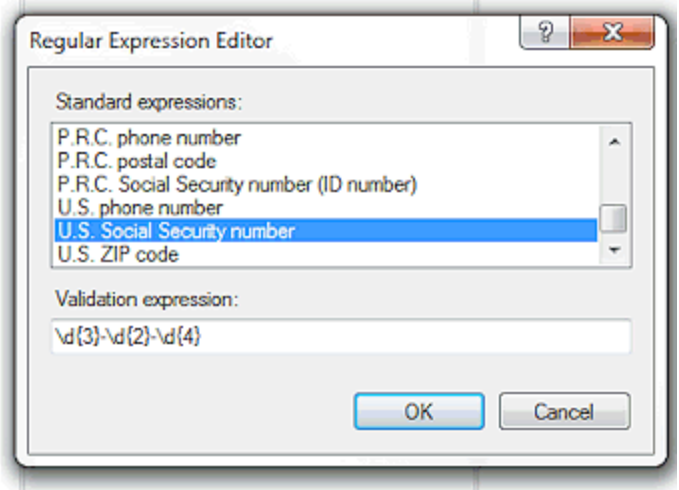 Regular Expression Editor
Standard expressions:
P.R.C. phone number
P.R.C. postal code
P.R.C. Social Security number (ID number)
U.S. phone number
U.S. Social Security number
U.S. ZIP code
Validation expression:
\d{3}-\d{2}-\d{4}
OK Cancel